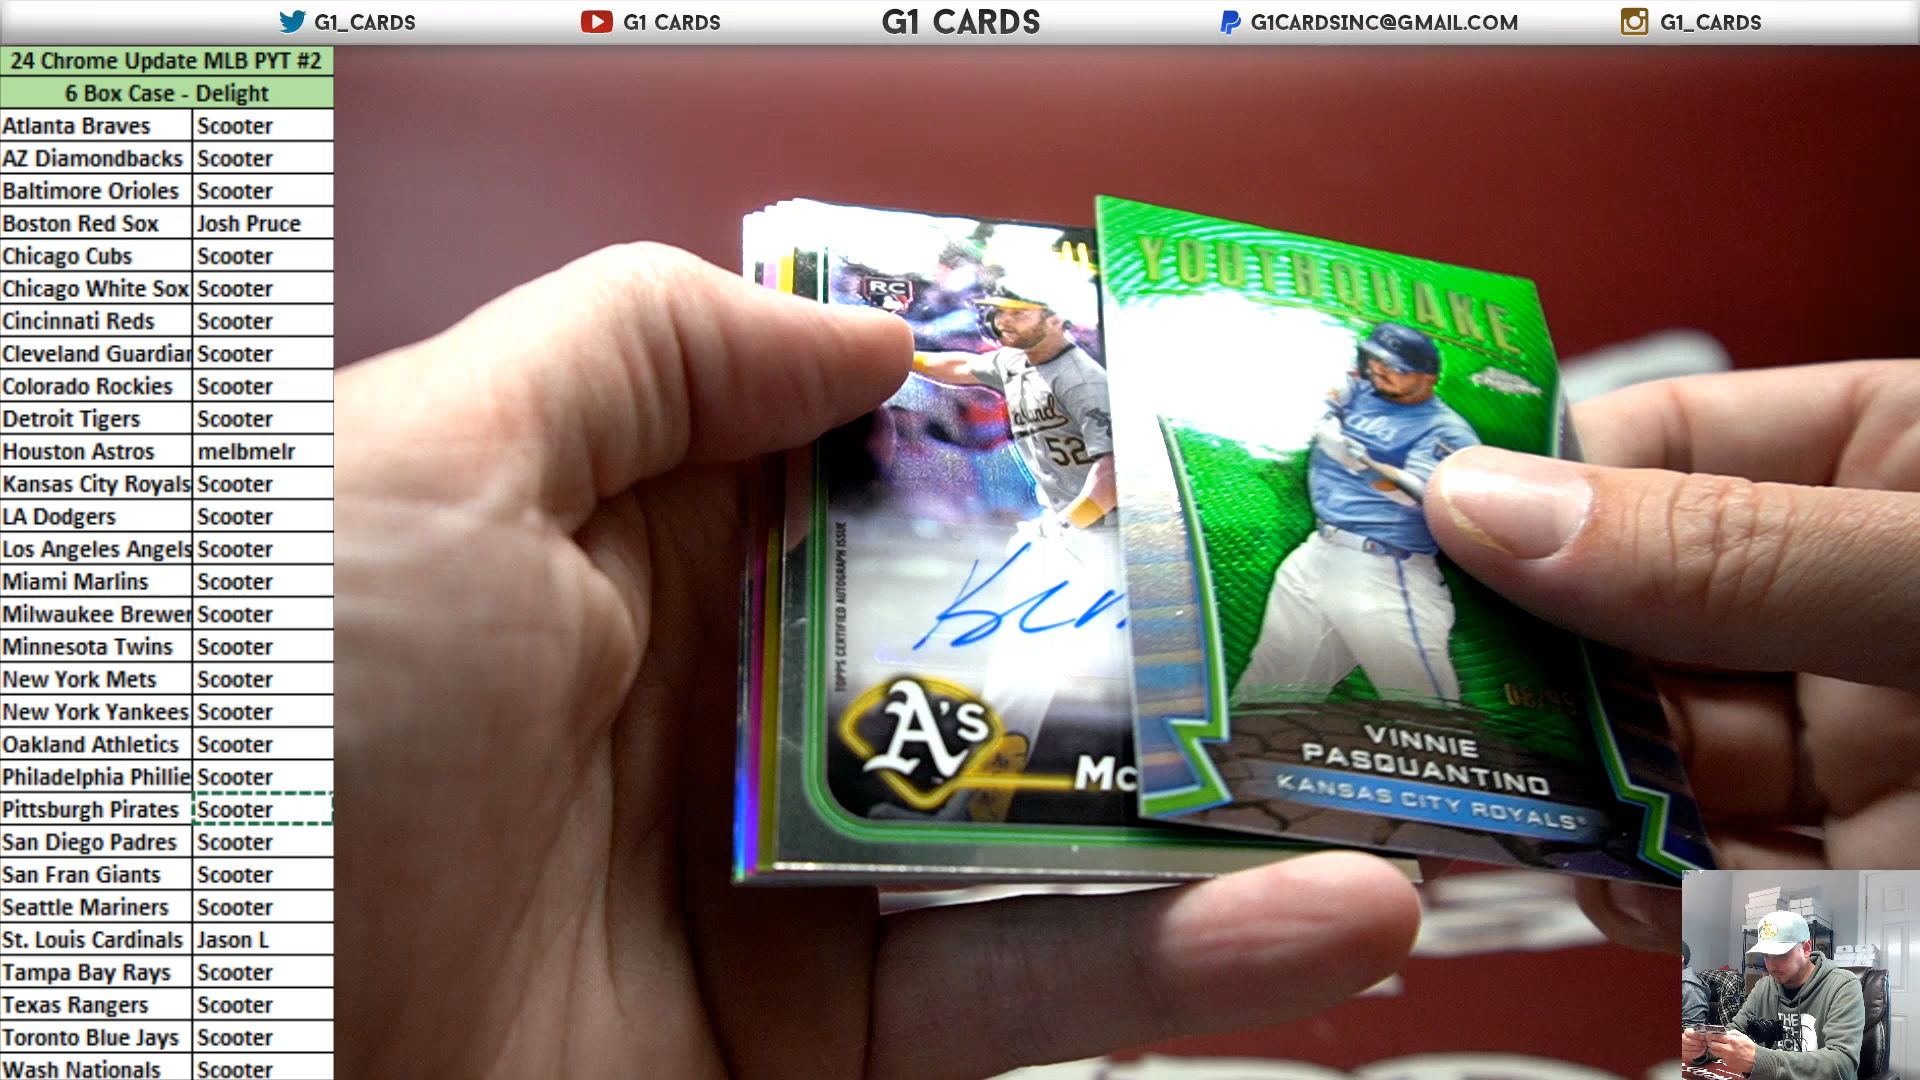 G1_CARDS
G1 CARDS
G1 CARDS
G1CARDSINC@GMAIL.COM
G1_CARDS
24 Chrome Update MLB PYT #2
6 Box Case - Delight
Atlanta Braves Scooter
AZ Diamondbacks Scooter
Baltimore Orioles Scooter
Boston Red Sox Josh Pruce
Chicago Cubs Scooter
Chicago White Sox Scooter
Cincinnati Reds Scooter
Cleveland Guardian Scooter
Colorado Rockies Scooter
Detroit Tigers Scooter
Houston Astros melbmelr
Kansas City Royals Scooter
LA Dodgers Scooter
Los Angeles Angels Scooter
Miami Marlins Scooter
Milwaukee Brewer Scooter
Minnesota Twins Scooter
New York Mets Scooter
New York Yankees Scooter
Oakland Athletics Scooter
Philadelphia Phillie Scooter
Pittsburgh Pirates Scooter
San Diego Padres Scooter
San Fran Giants Scooter
Seattle Mariners Scooter
St. Louis Cardinals Jason L
Tampa Bay Rays Scooter
Texas Rangers Scooter
Toronto Blue Jays Scooter
Wash Nationals Scooter
RC
52
TOPPS CERTIFIED AUTOGRAPH ISSUE
A's
Mc
YOUTHQUAKE
VINNIE
PASQUANTINO
KANSAS CITY ROYALS
THE